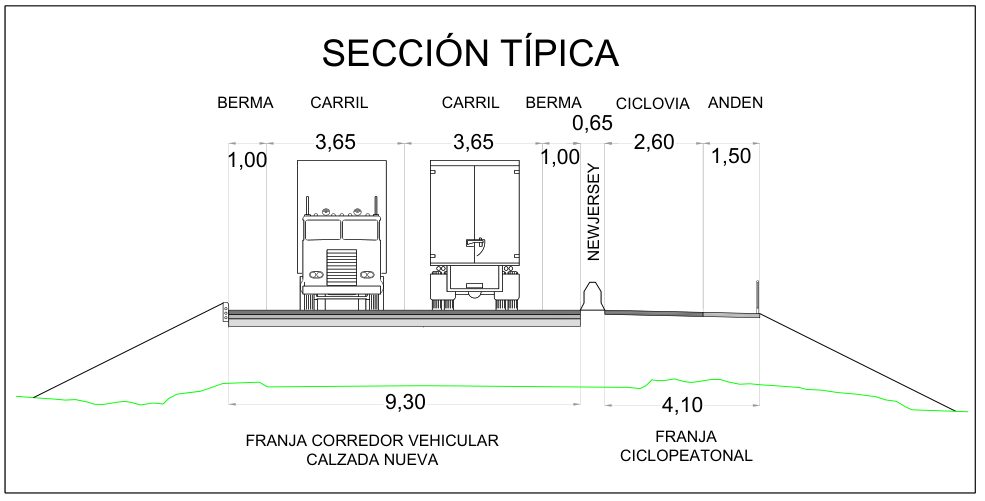 SECCIÓN TÍPICA
BERMA CARRIL CARRIL BERMA CICLOVIA ANDEN
1,00 3,65 3,65 1,00 0,65 2,60 1,50
NEWJERSEY
9,30 4,10
FRANJA CORREDOR VEHICULAR
CALZADA NUEVA
FRANJA
CICLOPEATONAL